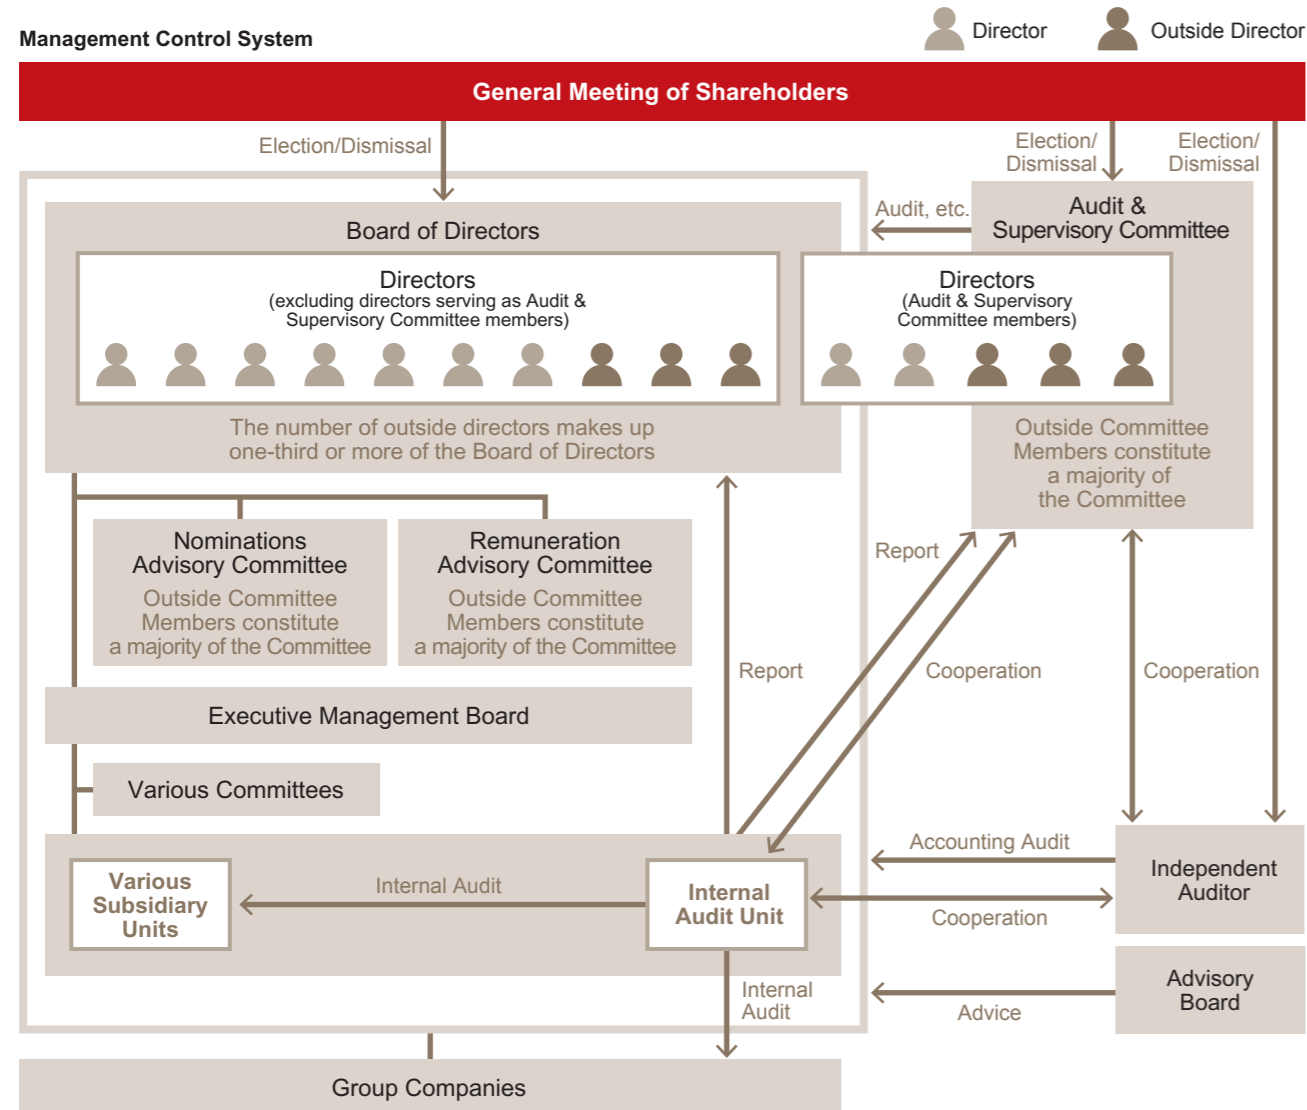 Management Control System
Director
Outside Director
General Meeting of Shareholders
Election/Dismissal
Election/
Dismissal
Election/
Dismissal
Board of Directors
Directors
(excluding directors serving as Audit &
Supervisory Committee members)
The number of outside directors makes up
one-third or more of the Board of Directors
Audit, etc.
Audit &
Supervisory Committee
Directors
(Audit & Supervisory
Committee members)
Outside Committee
Members constitute
a majority of
the Committee
Nominations
Advisory Committee
Outside Committee
Members constitute
a majority of the Committee
Remuneration
Advisory Committee
Outside Committee
Members constitute
a majority of the Committee
Report
Report
Cooperation
Cooperation
Executive Management Board
Various Committees
Various
Subsidiary
Units
Internal Audit
Internal
Audit Unit
Accounting Audit
Cooperation
Independent
Auditor
Internal
Audit
Advice
Advisory
Board
Group Companies